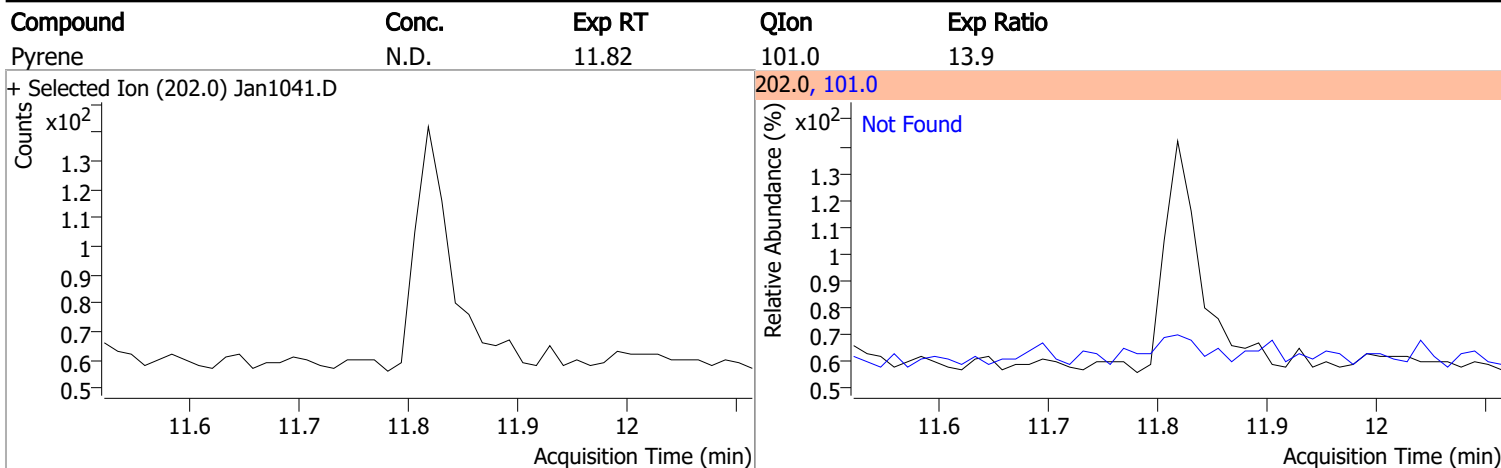 Compound Conc. Exp RT QIon Exp Ratio
Pyrene N.D. 11.82 101.0 13.9
+ Selected Ion (202.0) Jan1041.D
Counts
x10²
1.3
1.2
1.1
1
0.9
0.8
0.7
0.6
0.5
11.6 11.7 11.8 11.9 12
Acquisition Time (min)
202.0, 101.0
Relative Abundance (%)
x10²
Not Found
1.3
1.2
1.1
1
0.9
0.8
0.7
0.6
0.5
11.6 11.7 11.8 11.9 12
Acquisition Time (min)